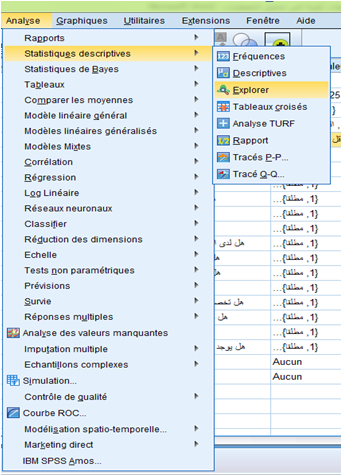 Analyse Graphiques Utilitaires Extensions Fenêtre Aide
Rapports
Statistiques descriptives
Statistiques de Bayes
Tableaux
Comparer les moyennes
Modèle linéaire général
Modèles linéaires généralisés
Modèles Mixtes
Corrélation
Régression
Log Linéaire
Réseaux neuronaux
Classifier
Réduction des dimensions
Echelle
Tests non paramétriques
Prévisions
Survie
Réponses multiples
Analyse des valeurs manquantes
Imputation multiple
Echantillons complexes
Simulation...
Contrôle de qualité
Courbe ROC...
Modélisation spatio-temporelle...
Marketing direct
IBM SPSS Amos...
Fréquences
Descriptives
Explorer
Tableaux croisés
Analyse TURF
Rapport
Tracés P-P...
Tracé Q-Q...
{1, مطلقا}...
{1, مطلقا}...
{1, مطلقا}...
هل لدى {1, مطلقا}...
{1, مطلقا}...
{1, مطلقا}...
{1, مطلقا}...
هل تخص {1, مطلقا}...
هل {1, مطلقا}...
{1, مطلقا}...
هل يوجد {1, مطلقا}...
Aucun
Aucun